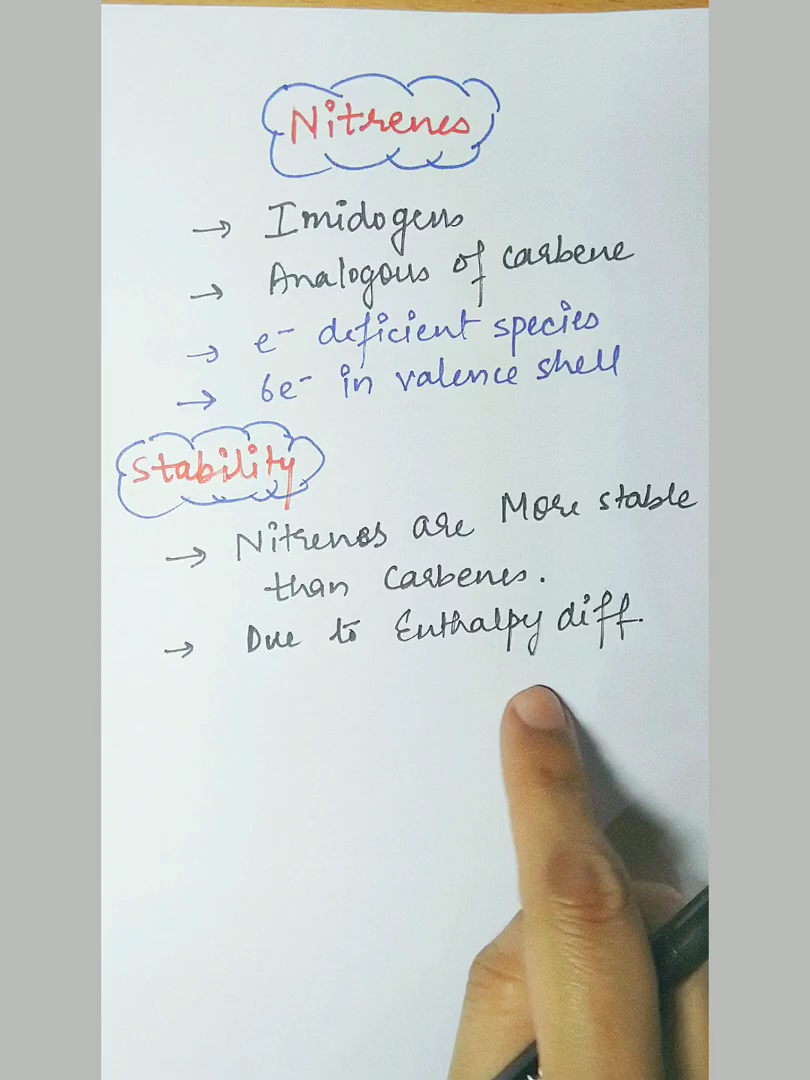 Nitrenes
→ Imidogens
→ Analogous of carbene
→ e⁻ deficient species
→ 6e⁻ in valence shell
Stability
→ Nitrenes are More stable
than Carbenes.
→ Due to Enthalpy diff.